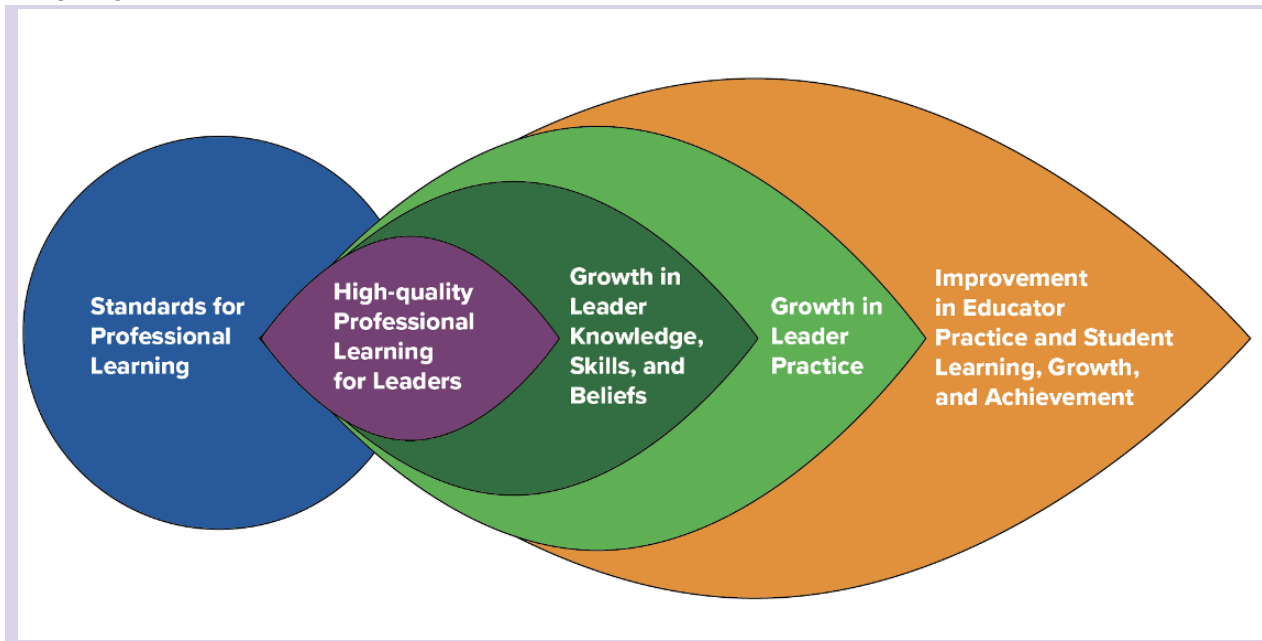 Standards for
Professional
Learning
High-quality
Professional
Learning
for Leaders
Growth in
Leader
Knowledge,
Skills, and
Beliefs
Growth in
Leader
Practice
Improvement
in Educator
Practice and Student
Learning, Growth,
and Achievement